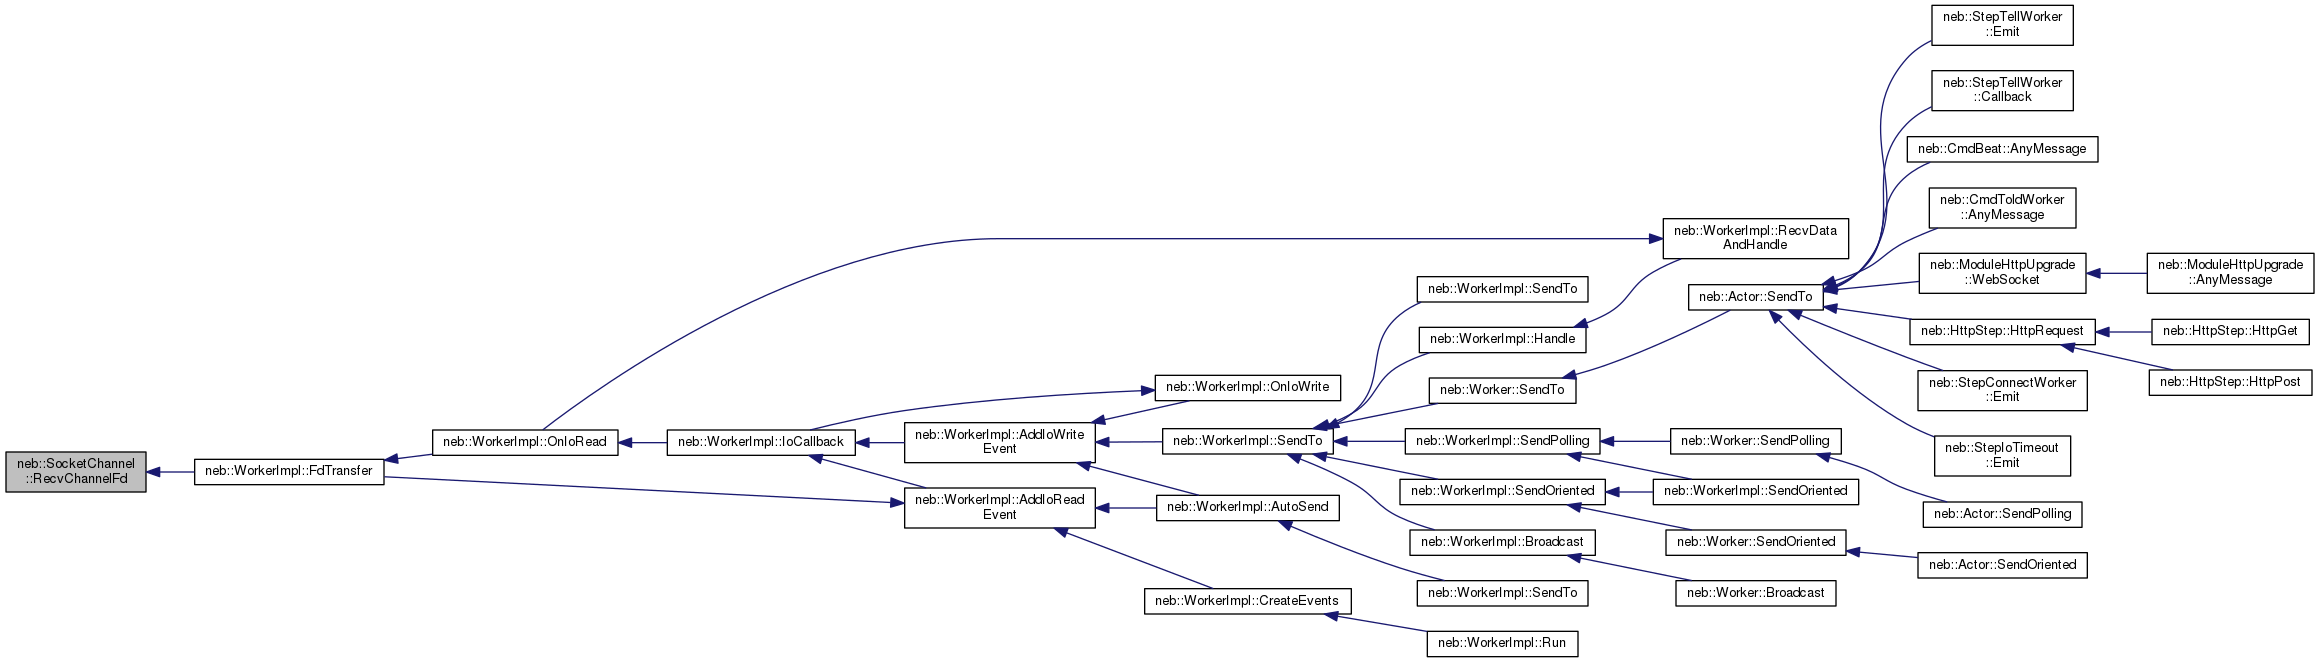 neb::StepTellWorker
::Emit
neb::StepTellWorker
::Callback
neb::CmdBeat::AnyMessage
neb::CmdToldWorker
::AnyMessage
neb::WorkerImpl::RecvData
AndHandle
neb::ModuleHttpUpgrade
::WebSocket
neb::ModuleHttpUpgrade
::AnyMessage
neb::WorkerImpl::SendTo
neb::Actor::SendTo
neb::WorkerImpl::Handle
neb::HttpStep::HttpRequest
neb::HttpStep::HttpGet
neb::WorkerImpl::OnIoWrite
neb::Worker::SendTo
neb::StepConnectWorker
::Emit
neb::HttpStep::HttpPost
neb::WorkerImpl::OnIoRead
neb::WorkerImpl::IoCallback
neb::WorkerImpl::AddIoWrite
Event
neb::WorkerImpl::SendTo
neb::WorkerImpl::SendPolling
neb::Worker::SendPolling
neb::StepIoTimeout
::Emit
neb::SocketChannel
::RecvChannelFd
neb::WorkerImpl::FdTransfer
neb::WorkerImpl::AddIoRead
Event
neb::WorkerImpl::AutoSend
neb::WorkerImpl::SendOriented
neb::WorkerImpl::SendOriented
neb::Actor::SendPolling
neb::WorkerImpl::Broadcast
neb::Worker::SendOriented
neb::Actor::SendOriented
neb::WorkerImpl::CreateEvents
neb::WorkerImpl::SendTo
neb::Worker::Broadcast
neb::WorkerImpl::Run